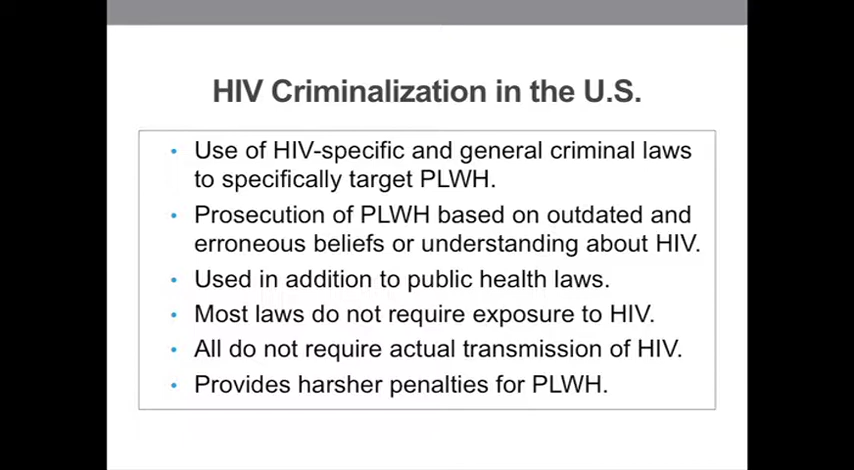 HIV Criminalization in the U.S.
• Use of HIV-specific and general criminal laws
to specifically target PLWH.
• Prosecution of PLWH based on outdated and
erroneous beliefs or understanding about HIV.
• Used in addition to public health laws.
• Most laws do not require exposure to HIV.
• All do not require actual transmission of HIV.
• Provides harsher penalties for PLWH.